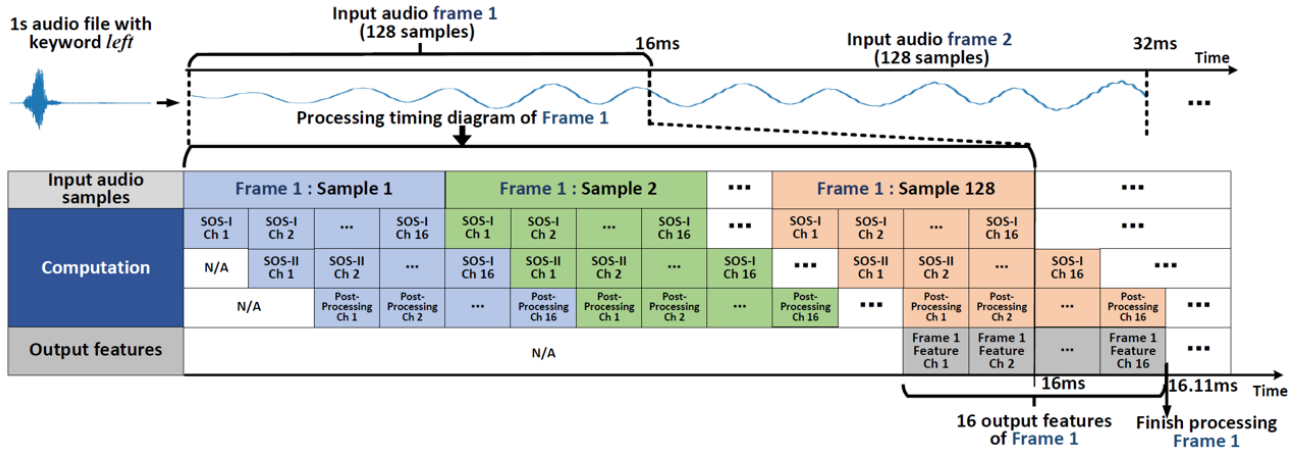 1s audio file with
keyword left
Input audio frame 1
(128 samples)
16ms
Input audio frame 2
(128 samples)
32ms
Time
...
Processing timing diagram of Frame 1
Input audio
samples
Frame 1 : Sample 1
Frame 1 : Sample 2
...
Frame 1 : Sample 128
...
Computation
SOS-I
Ch 1
SOS-I
Ch 2
...
SOS-I
Ch 16
SOS-I
Ch 1
SOS-I
Ch 2
...
SOS-I
Ch 16
...
SOS-I
Ch 1
SOS-I
Ch 2
...
SOS-I
Ch 16
...
N/A
SOS-II
Ch 1
SOS-II
Ch 2
...
SOS-I
Ch 16
SOS-II
Ch 1
SOS-II
Ch 2
...
SOS-I
Ch 16
...
SOS-II
Ch 1
SOS-II
Ch 2
...
SOS-I
Ch 16
...
N/A
Post-
Processing
Ch 1
Post-
Processing
Ch 2
...
Post-
Processing
Ch 16
Post-
Processing
Ch 1
Post-
Processing
Ch 2
...
Post-
Processing
Ch 16
...
Post-
Processing
Ch 1
Post-
Processing
Ch 2
...
Post-
Processing
Ch 16
...
Output features
N/A
Frame 1
Feature
Ch 1
Frame 1
Feature
Ch 2
...
Frame 1
Feature
Ch 16
...
16ms
16.11ms
Time
16 output features
of Frame 1
Finish processing
Frame 1